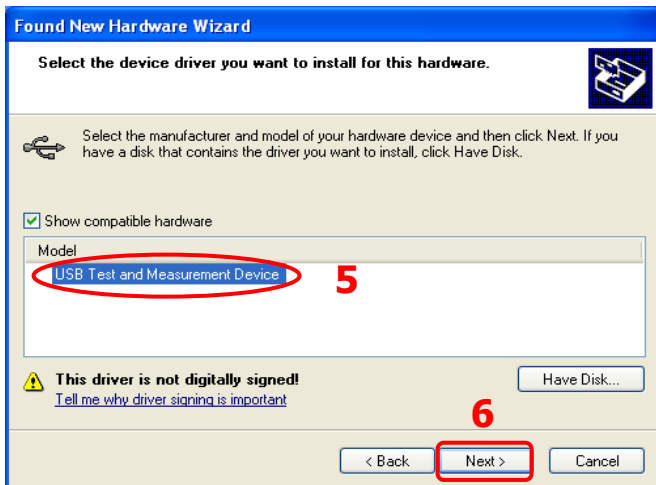 Found New Hardware Wizard
Select the device driver you want to install for this hardware.
Select the manufacturer and model of your hardware device and then click Next. If you
have a disk that contains the driver you want to install, click Have Disk.
Show compatible hardware
Model
USB Test and Measurement Device
5
This driver is not digitally signed!
Have Disk...
Tell me why driver signing is important
6
< Back
Next >
Cancel